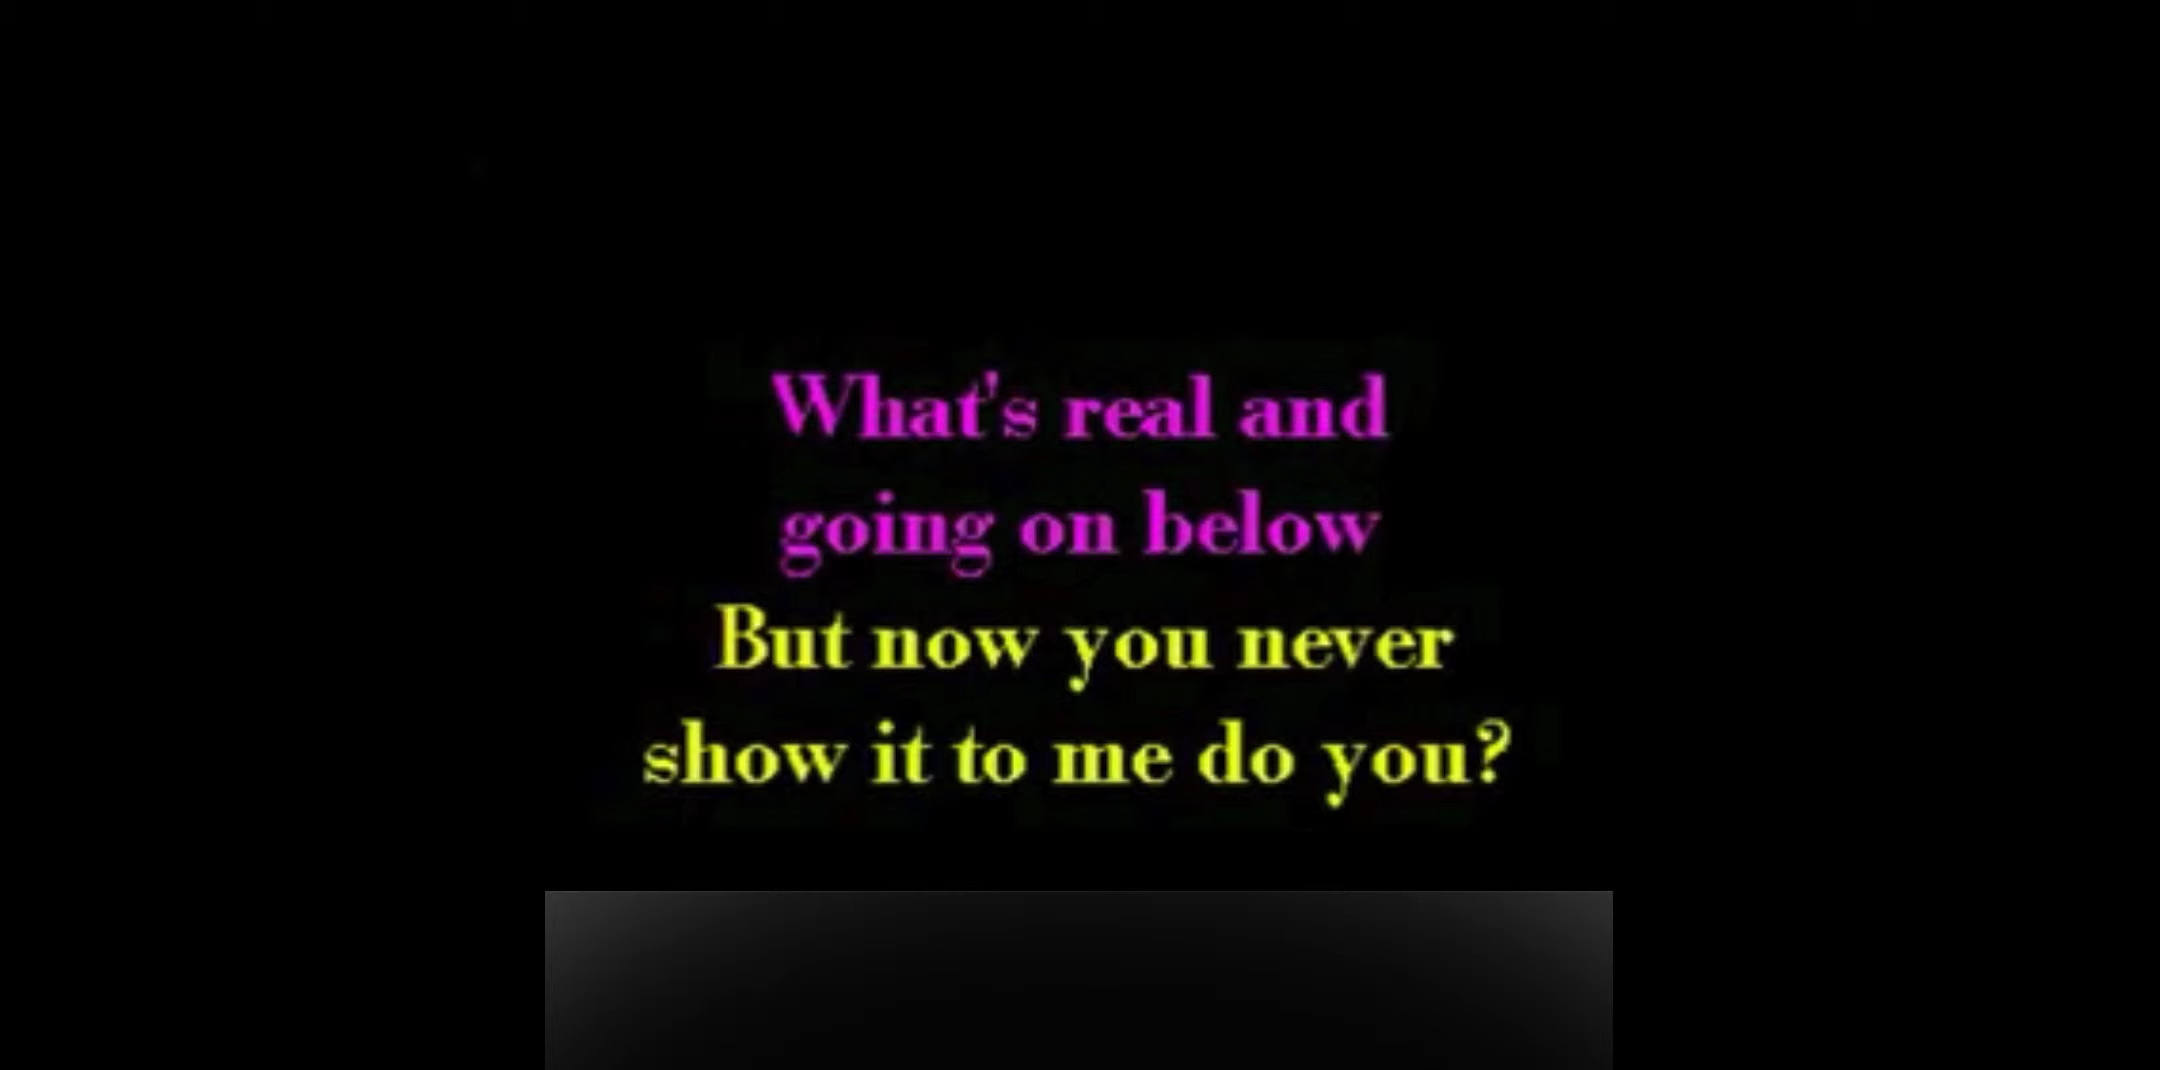 What's real and
going on below
But now you never
show it to me do you?